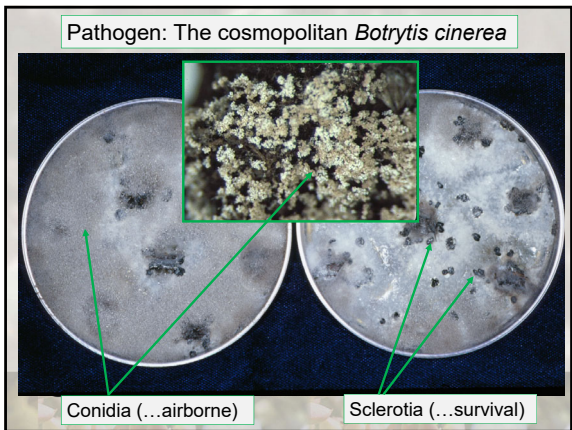 Pathogen: The cosmopolitan Botrytis cinerea
Conidia (…airborne)
Sclerotia (…survival)